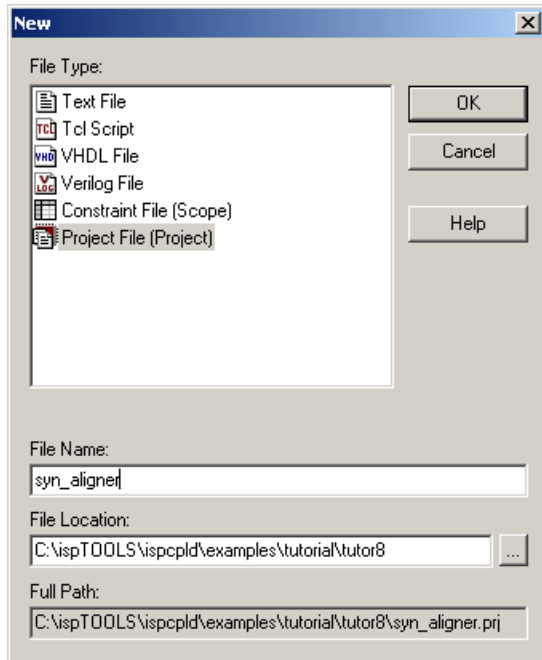 New
File Type:
Text File
Tcl Script
VHDL File
Verilog File
Constraint File (Scope)
Project File (Project)
OK
Cancel
Help
File Name:
syn_aligner
File Location:
C:\ispTOOLS\ispcpld\examples\tutorial\tutor8
...
Full Path:
C:\ispTOOLS\ispcpld\examples\tutorial\tutor8\syn_aligner.prj